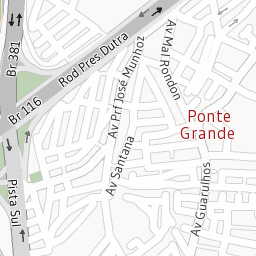 Br 381
Rod Pres Dutra
Av Mal Rondon
Br 116
Av Prf José Munhoz
Ponte
Grande
Av Santana
Av Guarulhos
Pista Sul